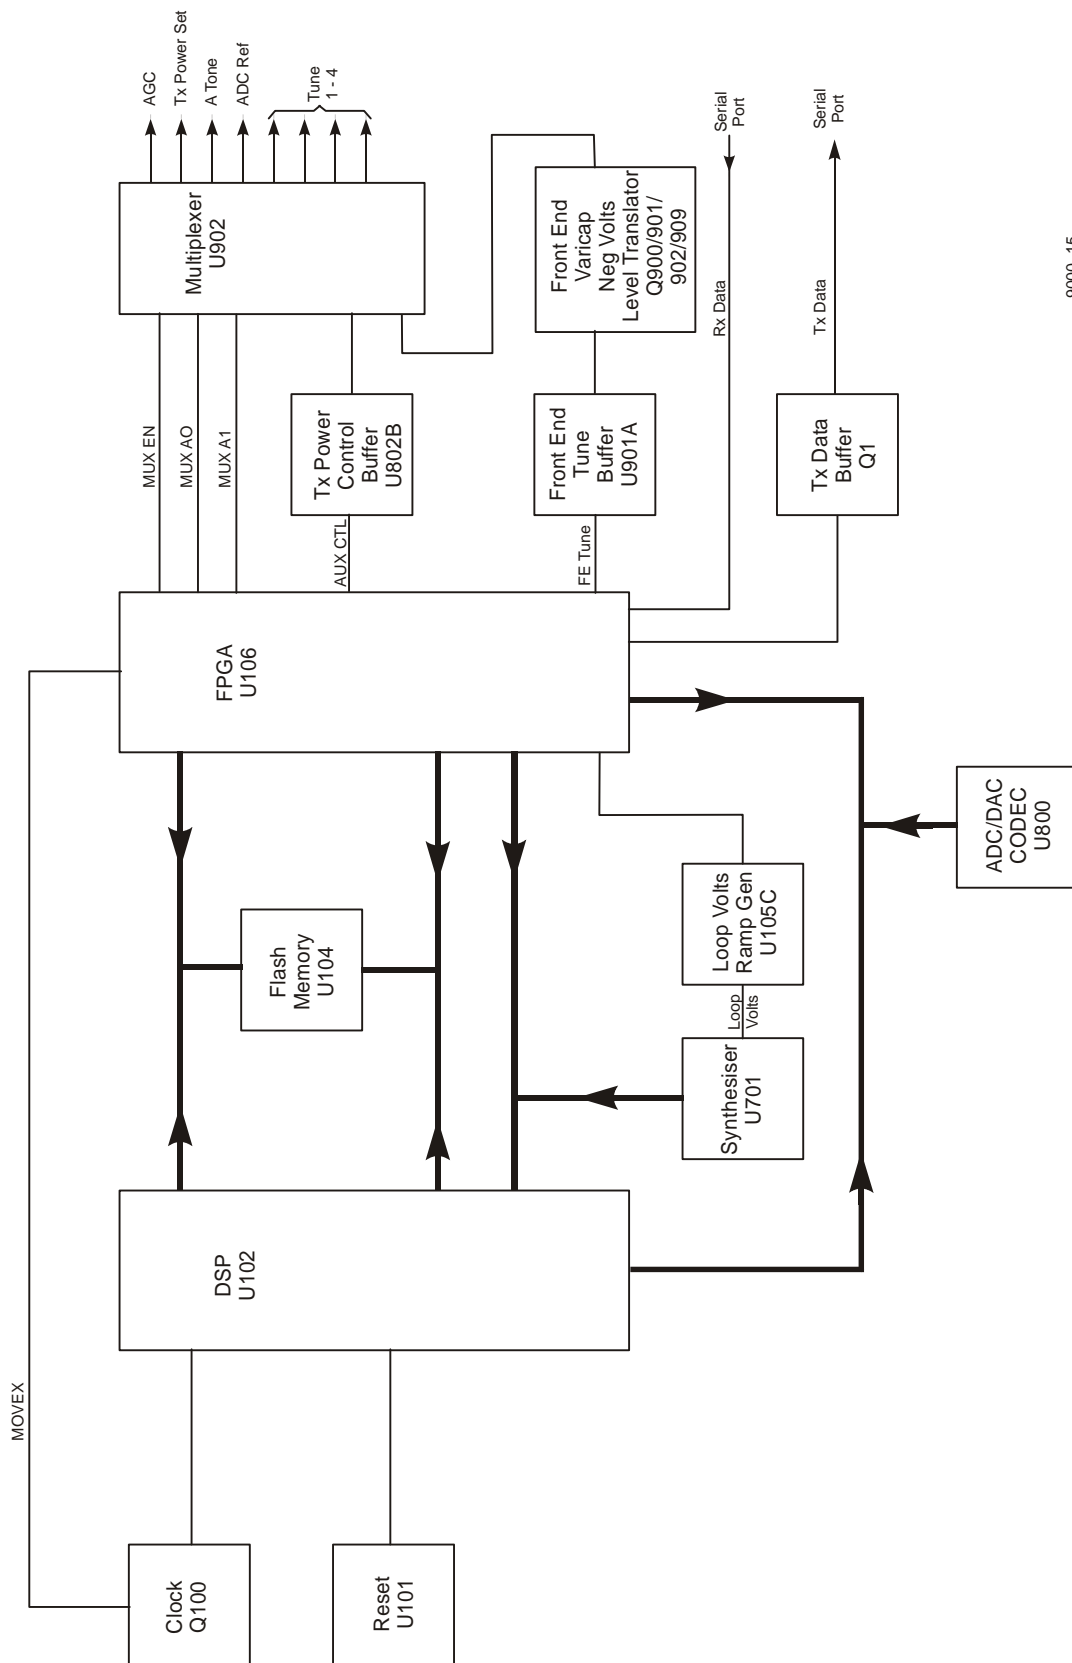 MOVEX
Clock
Q100
Reset
U101
DSP
U102
Flash
Memory
U104
Synthesiser
U701
Loop
Volts
Loop Volts
Ramp Gen
U105C
ADC/DAC
CODEC
U800
FPGA
U106
MUX EN
MUX AO
MUX A1
AUX CTL
FE Tune
Tx Power
Control
Buffer
U802B
Front End
Tune
Buffer
U901A
Tx Data
Buffer
Q1
Multiplexer
U902
Front End
Varicap
Neg Volts
Level Translator
Q900/901/
902/909
Rx Data
Tx Data
AGC
Tx Power Set
A Tone
ADC Ref
Tune
1 - 4
Serial
Port
Serial
Port